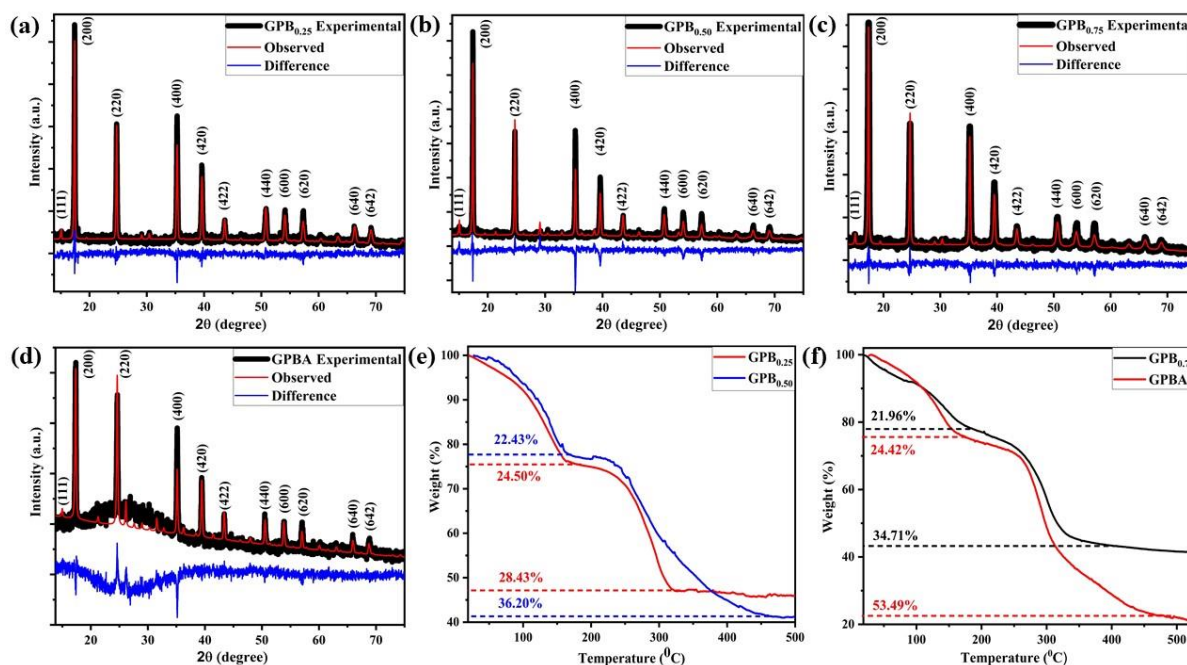 (a)
GPB0.25 Experimental
Observed
Difference
(200)
(111)
(220)
(400)
(420)
(422)
(440)
(600)
(620)
(640)
(642)
Intensity (a.u.)
20 30 40 50 60 70
2θ (degree)
(b)
GPB0.50 Experimental
Observed
Difference
(200)
(111)
(220)
(400)
(420)
(422)
(440)
(600)
(620)
(640)
(642)
Intensity (a.u.)
20 30 40 50 60 70
2θ (degree)
(c)
GPB0.75 Experimental
Observed
Difference
(200)
(111)
(220)
(400)
(420)
(422)
(440)
(600)
(620)
(640)
(642)
Intensity (a.u.)
20 30 40 50 60 70
2θ (degree)
(d)
GPBA Experimental
Observed
Difference
(200)
(111)
(220)
(400)
(420)
(422)
(440)
(600)
(620)
(640)
(642)
Intensity (a.u.)
20 30 40 50 60 70
2θ (degree)
(e)
GPB0.25
GPB0.50
100
90
80
70
60
50
40
22.43%
24.50%
28.43%
36.20%
Weight (%)
100 200 300 400 500
Temperature (⁰C)
(f)
GPB0.7
GPBA
100
80
60
40
20
21.96%
24.42%
34.71%
53.49%
Weight (%)
100 200 300 400 500
Temperature (⁰C)